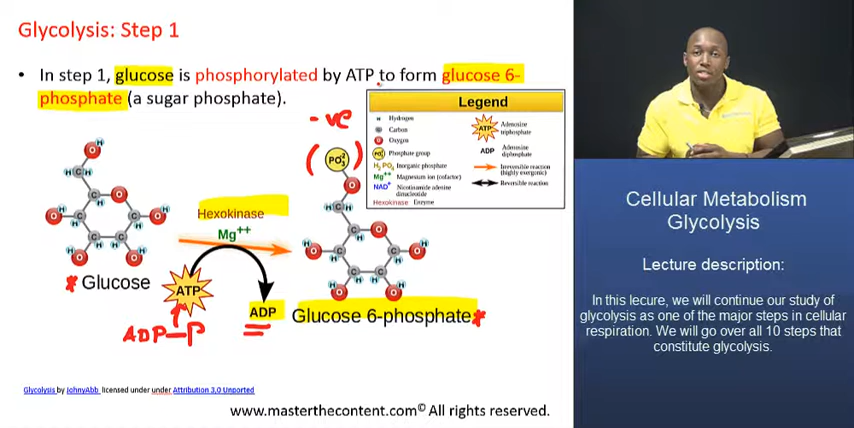 Glycolysis: Step 1
• In step 1, glucose is phosphorylated by ATP to form glucose 6-
phosphate (a sugar phosphate).
- ve
Legend
Hydrogen
Carbon
Oxygen
Phosphate group
Inorganic phosphate
Mg++ Magnesium ion (cofactor)
NAD+ Nicotinamide adenine
dinucleotide
Hexokinase Enzyme
ATP Adenosine
triphosphate
ADP Adenosine
diphosphate
Irreversible reaction
(highly exergonic)
Reversible reaction
Hexokinase
Mg++
* Glucose
ATP
ADP
ADP-P
Glucose 6-phosphate *
Glycolysis by JohnyAbb licensed under under Attribution 3.0 Unported
www.masterthecontent.com© All rights reserved.
Cellular Metabolism
Glycolysis
Lecture description:
In this lecure, we will continue our study of
glycolysis as one of the major steps in cellular
respiration. We will go over all 10 steps that
constitute glycolysis.